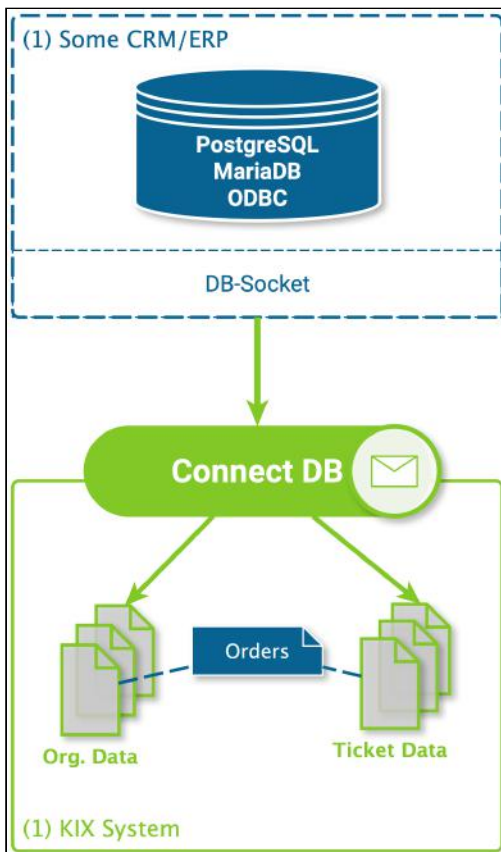 (1) Some CRM/ERP
PostgreSQL
MariaDB
ODBC
DB-Socket
Connect DB
Orders
Org. Data
Ticket Data
(1) KIX System